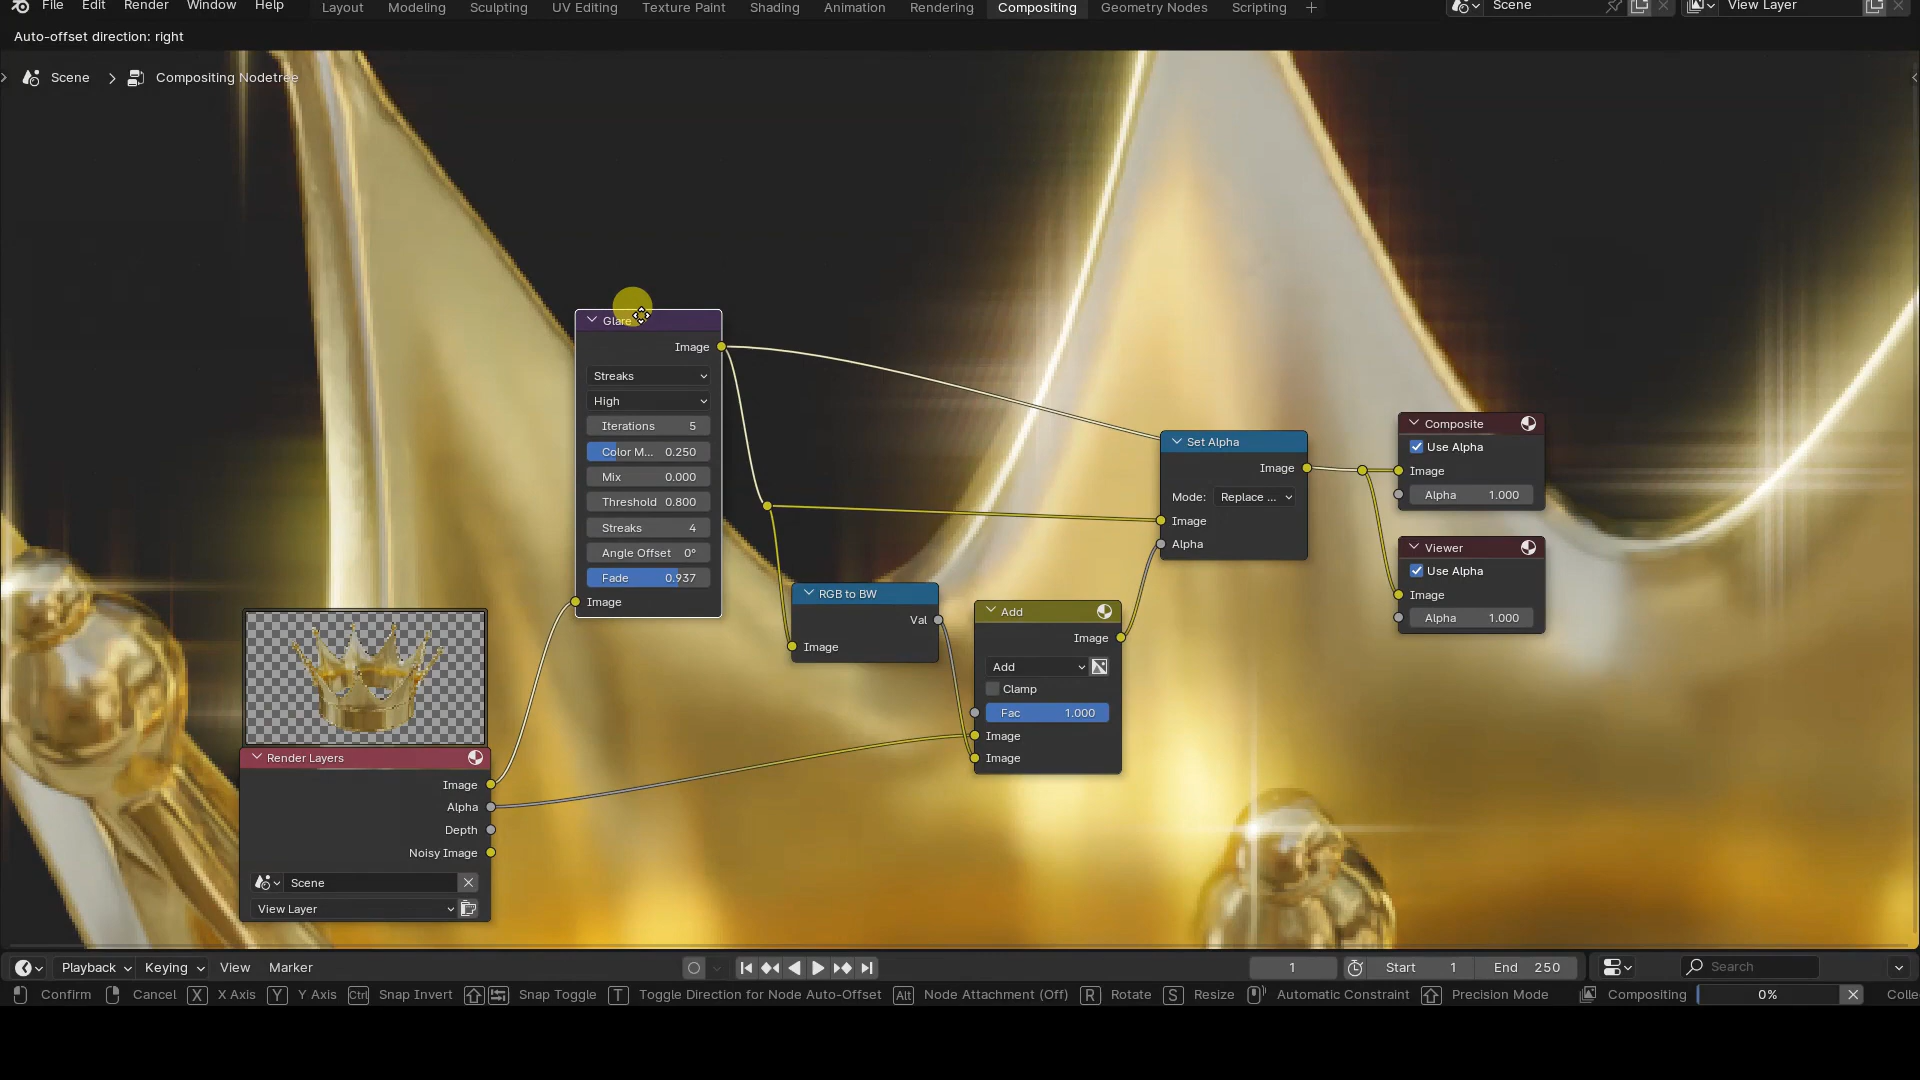 File Edit Render Window Help Layout Modeling Sculpting UV Editing Texture Paint Shading Animation Rendering Compositing Geometry Nodes Scripting + Scene View Layer
Auto-offset direction: right
Scene > Compositing Nodetree
Glare
Image
Streaks
High
Iterations 5
Color M... 0.250
Mix 0.000
Threshold 0.800
Streaks 4
Angle Offset 0°
Fade 0.937
Image
RGB to BW
Val
Image
Add
Image
Add
Clamp
Fac 1.000
Image
Image
Set Alpha
Image
Mode: Replace ...
Image
Alpha
Composite
Use Alpha
Image
Alpha 1.000
Viewer
Use Alpha
Image
Alpha 1.000
Render Layers
Image
Alpha
Depth
Noisy Image
Scene
View Layer
Playback Keying View Marker 1 Start 1 End 250 Search
Confirm Cancel X X Axis Y Y Axis Ctrl Snap Invert Snap Toggle T Toggle Direction for Node Auto-Offset Alt Node Attachment (Off) R Rotate S Resize Automatic Constraint Precision Mode Compositing 0% Colle